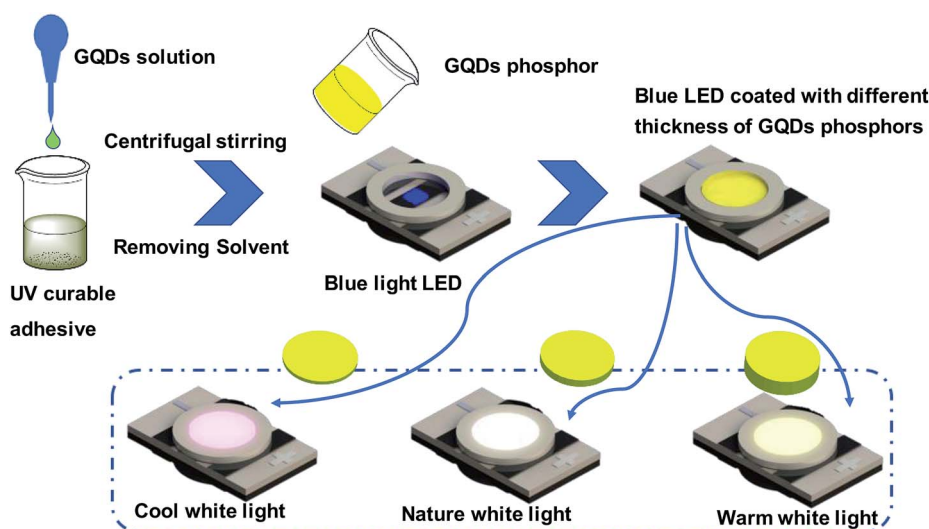 GQDs solution
GQDs phosphor
Blue LED coated with different
thickness of GQDs phosphors
Centrifugal stirring
Removing Solvent
UV curable
adhesive
Blue light LED
Cool white light
Nature white light
Warm white light